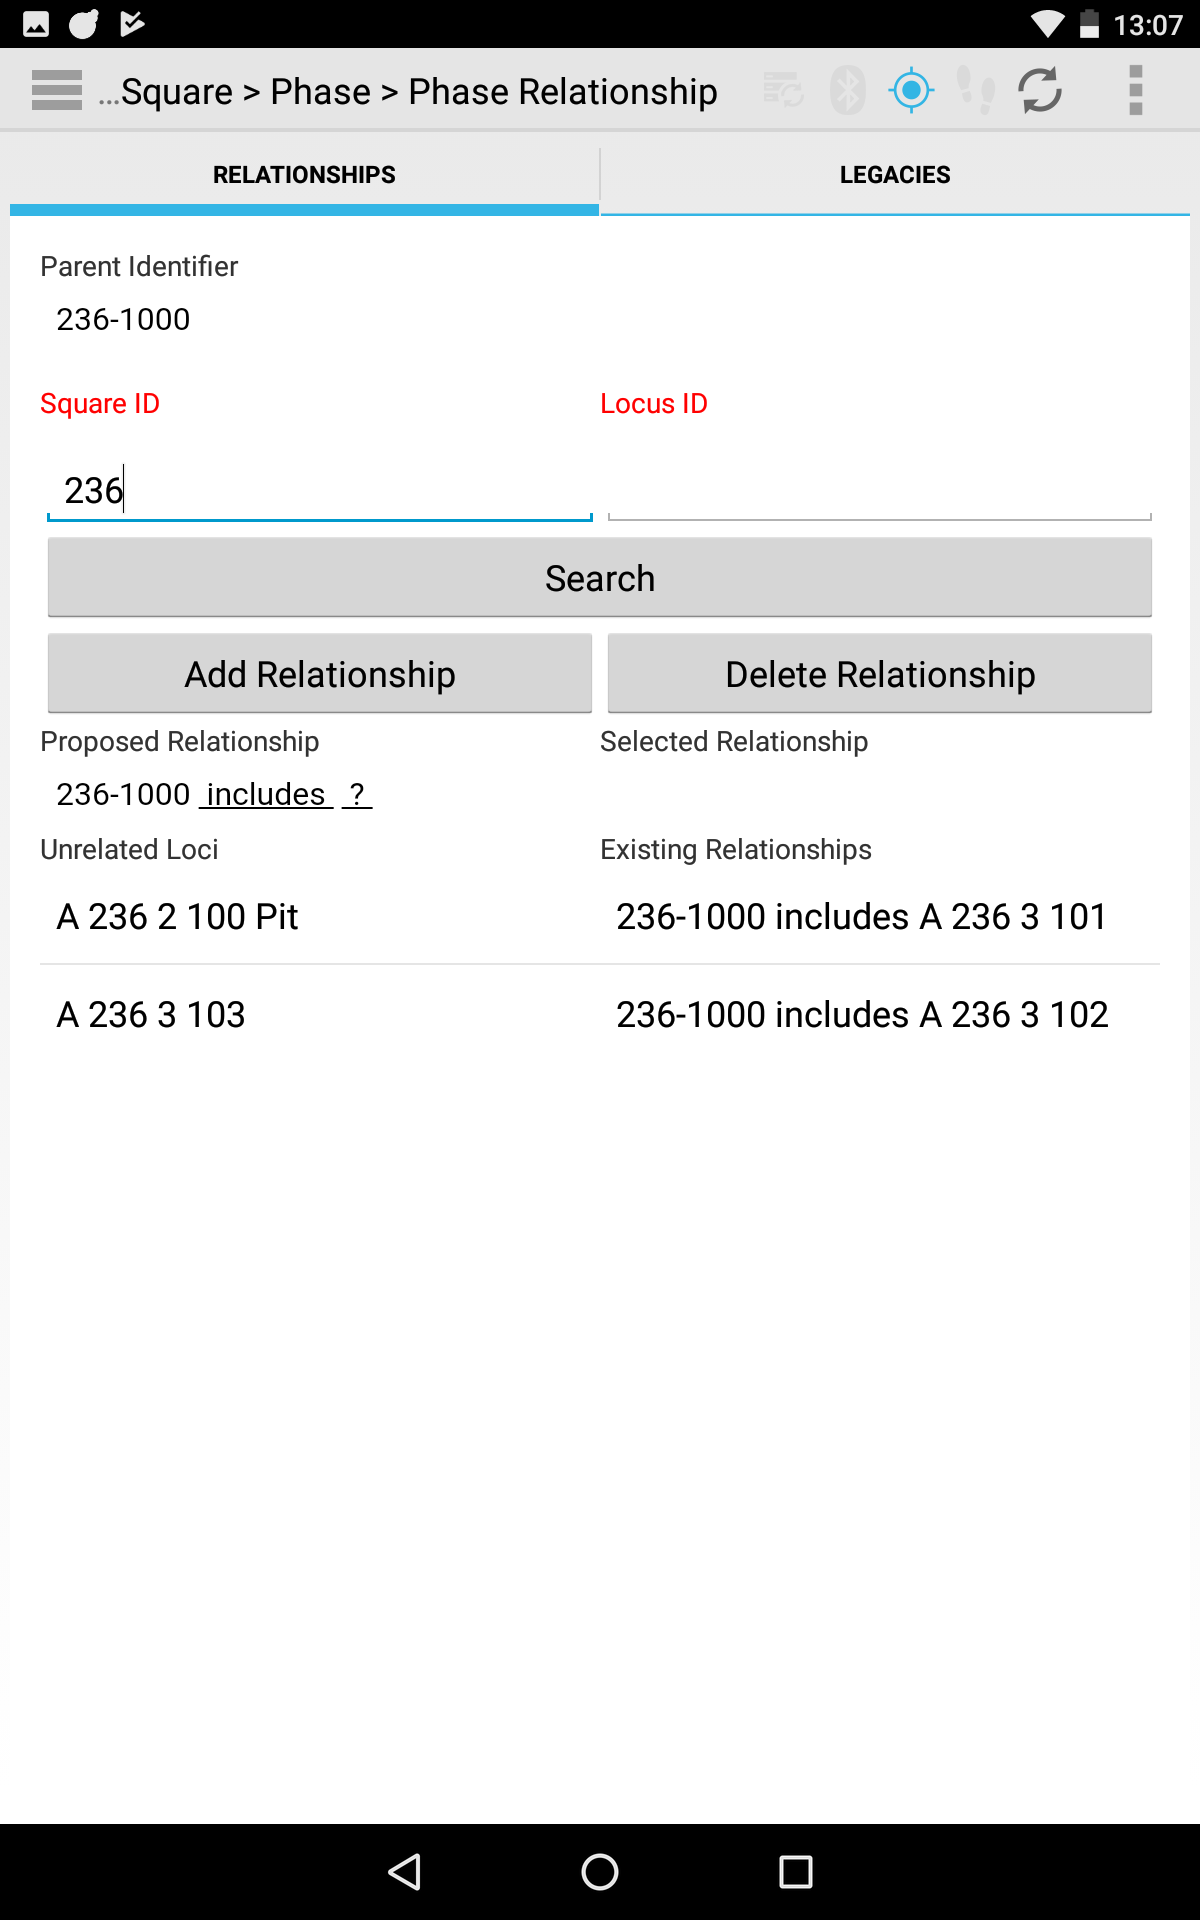 13:07
...Square > Phase > Phase Relationship
RELATIONSHIPS
LEGACIES
Parent Identifier
236-1000
Square ID
Locus ID
236
Search
Add Relationship
Delete Relationship
Proposed Relationship
Selected Relationship
236-1000 includes ?
Unrelated Loci
Existing Relationships
A 236 2 100 Pit
236-1000 includes A 236 3 101
A 236 3 103
236-1000 includes A 236 3 102